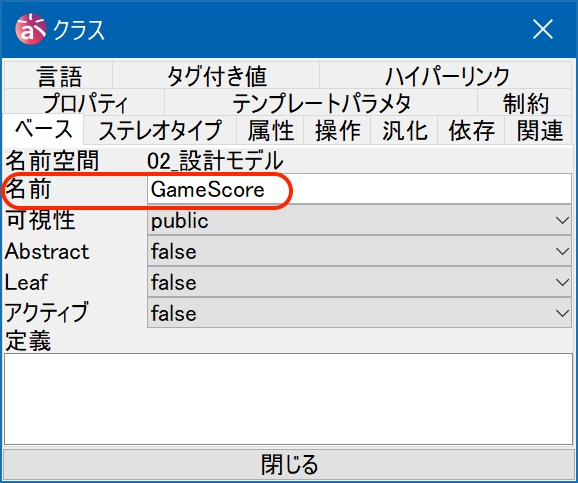 クラス
言語 タグ付き値 ハイパーリンク
プロパティ テンプレートパラメタ 制約
ベース ステレオタイプ 属性 操作 汎化 依存 関連
名前空間 02_設計モデル
名前 GameScore
可視性 public
Abstract false
Leaf false
アクティブ false
定義
閉じる